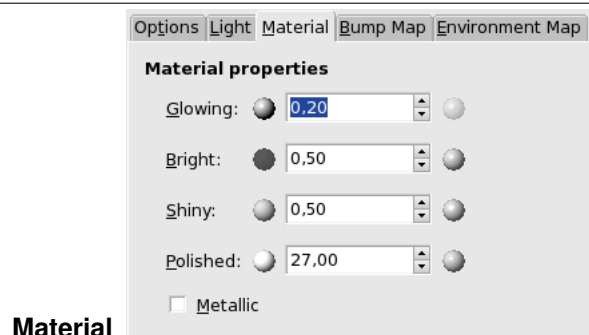 Options Light Material Bump Map Environment Map
Material properties
Glowing: 0,20
Bright: 0,50
Shiny: 0,50
Polished: 27,00
Metallic
Material